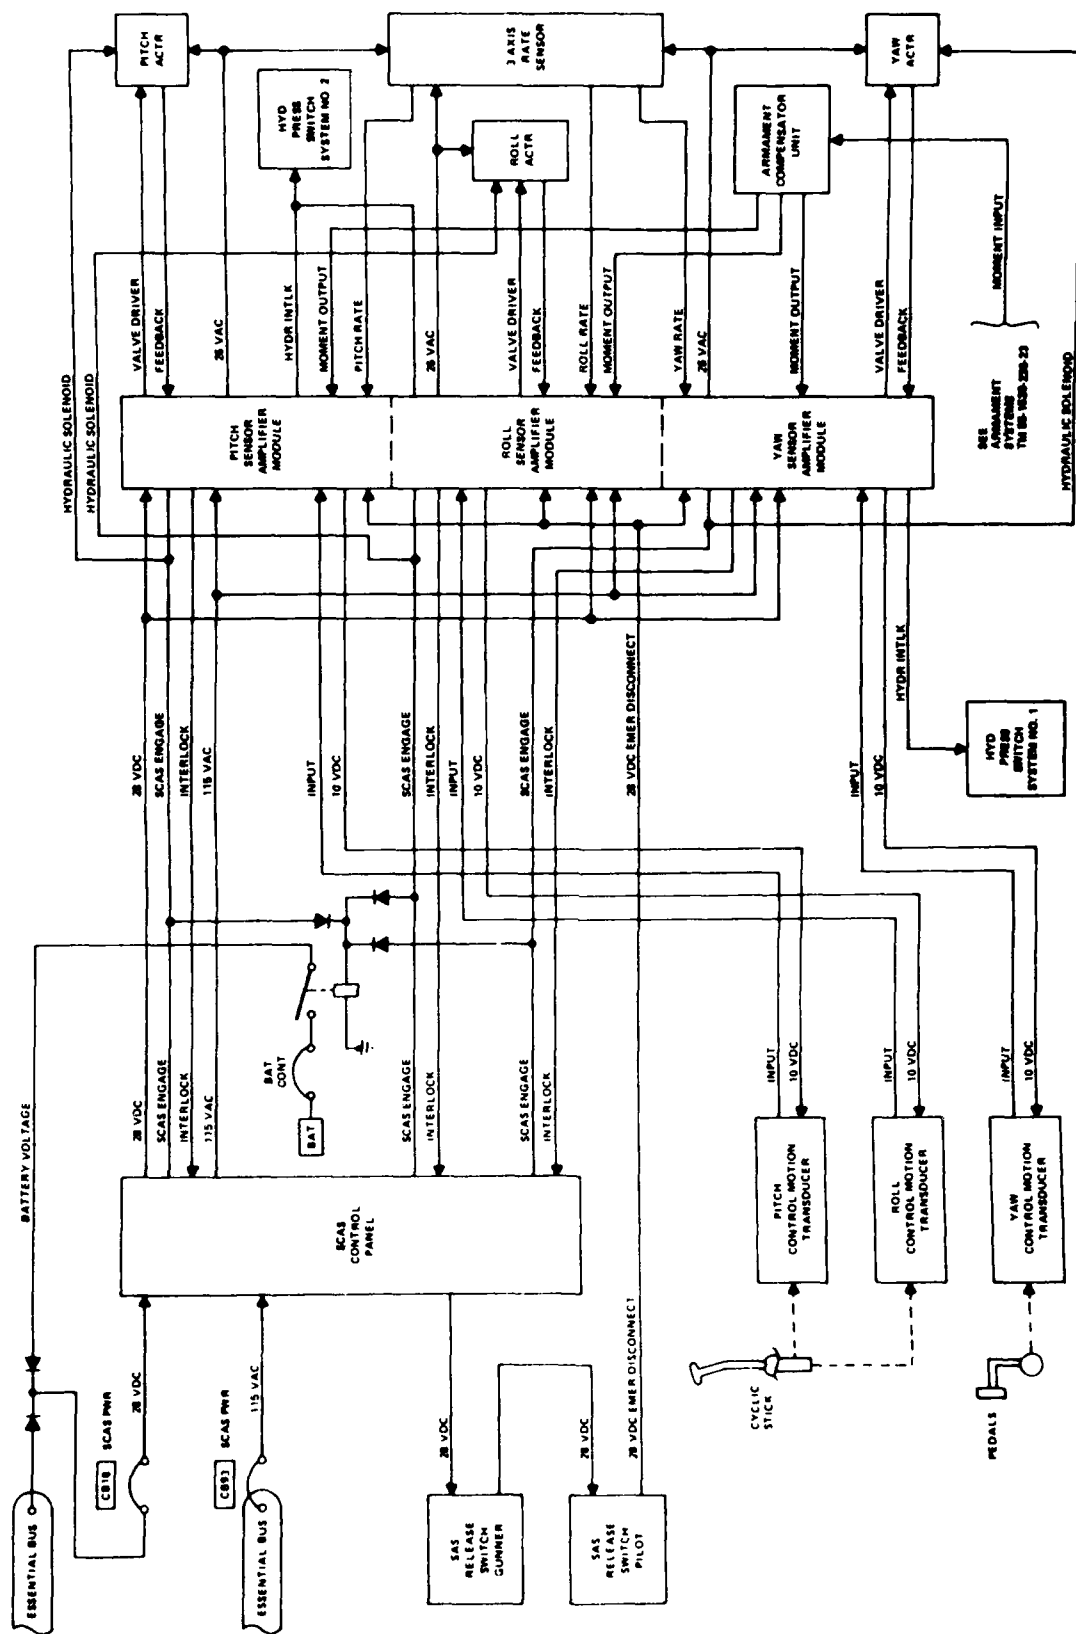 ESSENTIAL BUS
BATTERY VOLTAGE
CB18
SCAS PWR
28 VDC
ESSENTIAL BUS
CB93
SCAS PWR
115 VAC
SCAS
CONTROL
PANEL
28 VDC
SAS
RELEASE
SWITCH
GUNNER
28 VDC
SAS
RELEASE
SWITCH
PILOT
28 VDC EMER DISCONNECT
CYCLIC
STICK
PEDALS
28 VDC
SCAS ENGAGE
INTERLOCK
115 VAC
BAT
BAT
CONT
SCAS ENGAGE
INTERLOCK
SCAS ENGAGE
INTERLOCK
PITCH
CONTROL MOTION
TRANSDUCER
INPUT
10 VDC
ROLL
CONTROL MOTION
TRANSDUCER
INPUT
10 VDC
YAW
CONTROL MOTION
TRANSDUCER
INPUT
10 VDC
28 VDC
SCAS ENGAGE
INTERLOCK
115 VAC
INPUT
10 VDC
SCAS ENGAGE
INTERLOCK
INPUT
10 VDC
SCAS ENGAGE
INTERLOCK
28 VDC EMER DISCONNECT
INPUT
10 VDC
HYDR INTLK
HYD
PRESS
SWITCH
SYSTEM NO. 1
HYDRAULIC SOLENOID
HYDRAULIC SOLENOID
PITCH
SENSOR
AMPLIFIER
MODULE
ROLL
SENSOR
AMPLIFIER
MODULE
YAW
SENSOR
AMPLIFIER
MODULE
VALVE DRIVER
FEEDBACK
26 VAC
HYDR INTLK
MOMENT OUTPUT
PITCH RATE
26 VAC
VALVE DRIVER
FEEDBACK
ROLL RATE
MOMENT OUTPUT
YAW RATE
26 VAC
MOMENT OUTPUT
VALVE DRIVER
FEEDBACK
SEE
ARMAMENT
SYSTEMS
TM
MOMENT INPUT
HYDRAULIC SOLENOID
PITCH
ACTR
HYD
PRESS
SWITCH
SYSTEM NO. 2
3 AXIS
RATE
SENSOR
ROLL
ACTR
ARMAMENT
COMPENSATOR
UNIT
YAW
ACTR